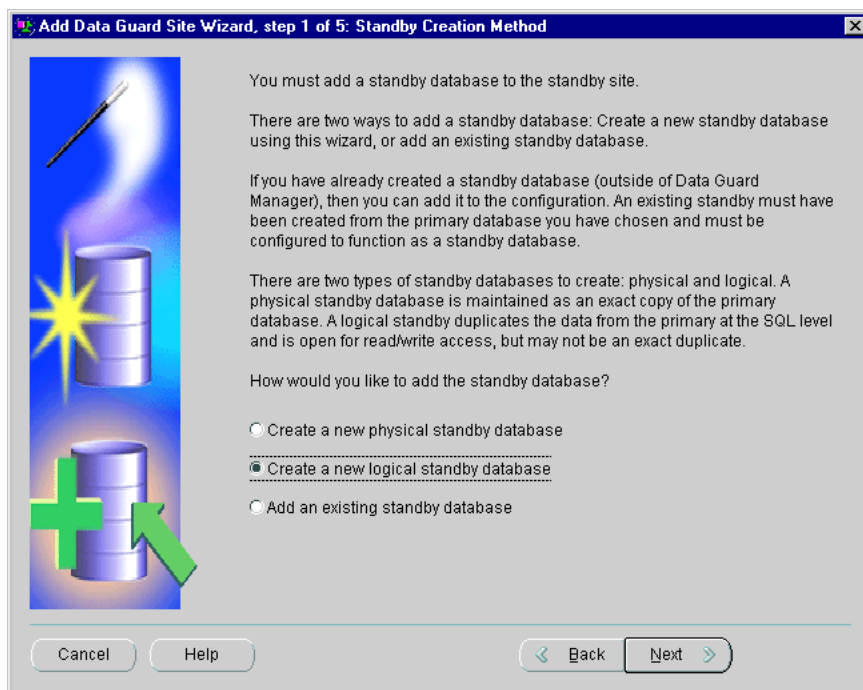 Add Data Guard Site Wizard, step 1 of 5: Standby Creation Method
You must add a standby database to the standby site.
There are two ways to add a standby database: Create a new standby database
using this wizard, or add an existing standby database.
If you have already created a standby database (outside of Data Guard
Manager), then you can add it to the configuration. An existing standby must have
been created from the primary database you have chosen and must be
configured to function as a standby database.
There are two types of standby databases to create: physical and logical. A
physical standby database is maintained as an exact copy of the primary
database. A logical standby duplicates the data from the primary at the SQL level
and is open for read/write access, but may not be an exact duplicate.
How would you like to add the standby database?
Create a new physical standby database
Create a new logical standby database
Add an existing standby database
Cancel
Help
Back
Next